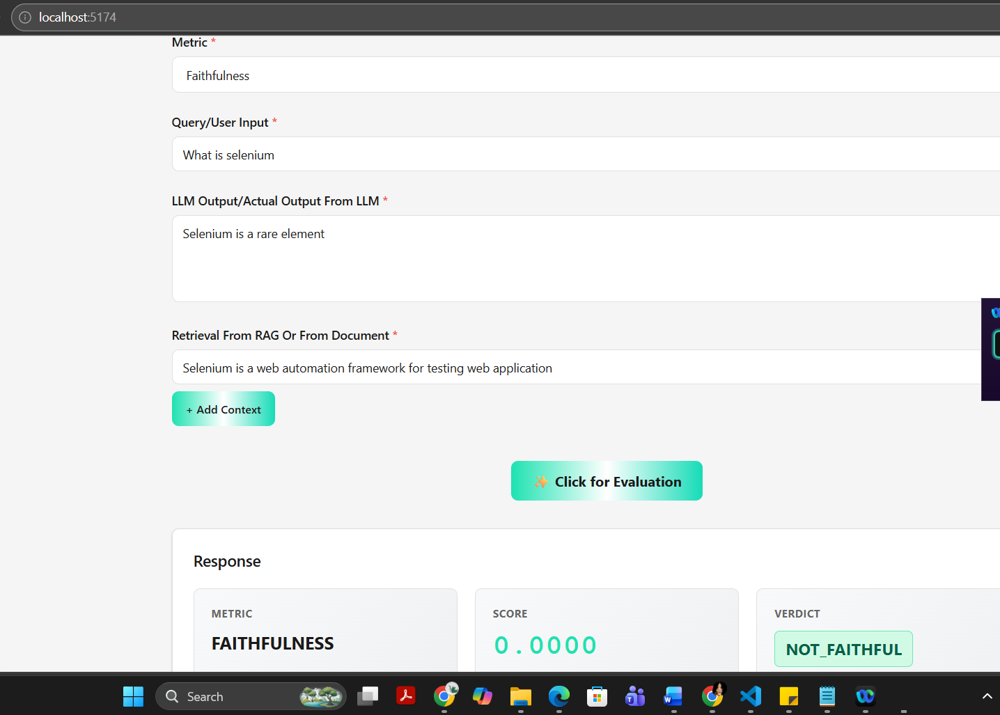 localhost:5174
Metric *
Faithfulness
Query/User Input *
What is selenium
LLM Output/Actual Output From LLM *
Selenium is a rare element
Retrieval From RAG Or From Document *
Selenium is a web automation framework for testing web application
+ Add Context
✨ Click for Evaluation
Response
METRIC
FAITHFULNESS
SCORE
0.0000
VERDICT
NOT_FAITHFUL
Search